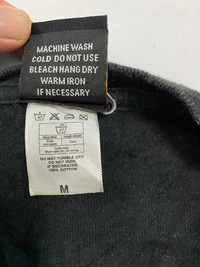 MACHINE WASH
COLD DO NOT USE
BLEACH HANG DRY
WARM IRON
IF NECESSARY
DO NOT TUMBLE DRY
DO NOT IRON
IF DECORATED
100% COTTON
M